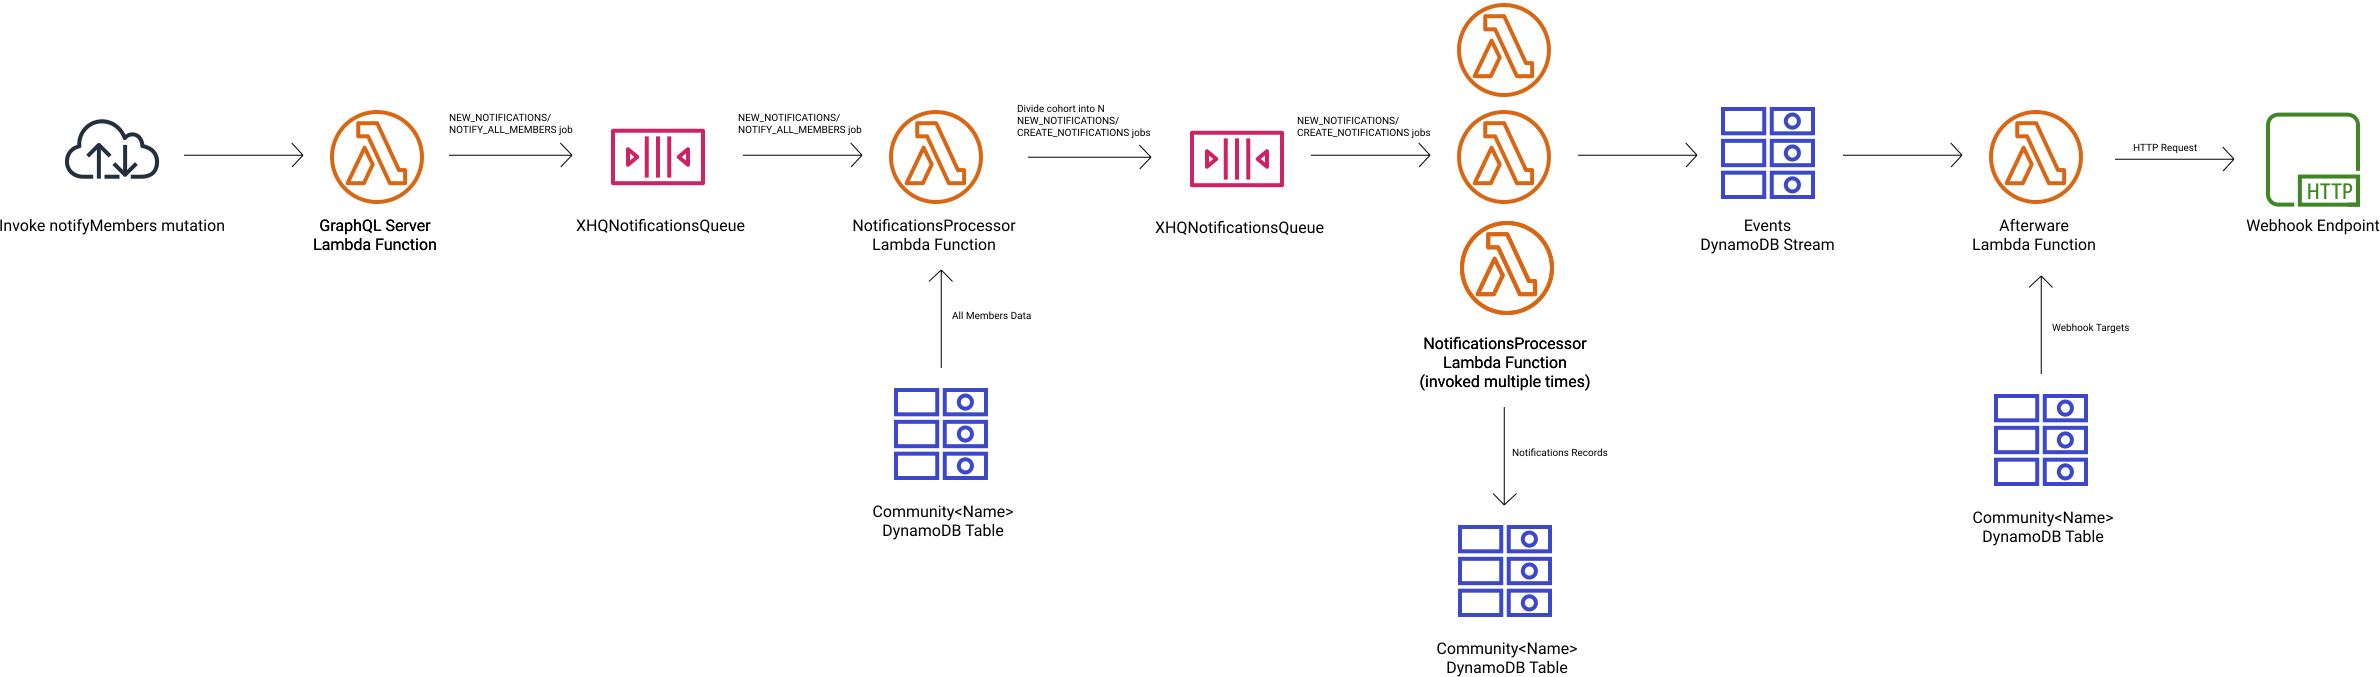 Invoke notifyMembers mutation
GraphQL Server
Lambda Function
NEW_NOTIFICATIONS/
NOTIFY_ALL_MEMBERS job
XHQNotificationsQueue
NEW_NOTIFICATIONS/
NOTIFY_ALL_MEMBERS job
NotificationsProcessor
Lambda Function
All Members Data
Community<Name>
DynamoDB Table
Divide cohort into N
NEW_NOTIFICATIONS/
CREATE_NOTIFICATIONS jobs
XHQNotificationsQueue
NEW_NOTIFICATIONS/
CREATE_NOTIFICATIONS jobs
NotificationsProcessor
Lambda Function
(invoked multiple times)
Notifications Records
Community<Name>
DynamoDB Table
Events
DynamoDB Stream
Afterware
Lambda Function
Webhook Targets
Community<Name>
DynamoDB Table
HTTP Request
HTTP
Webhook Endpoint